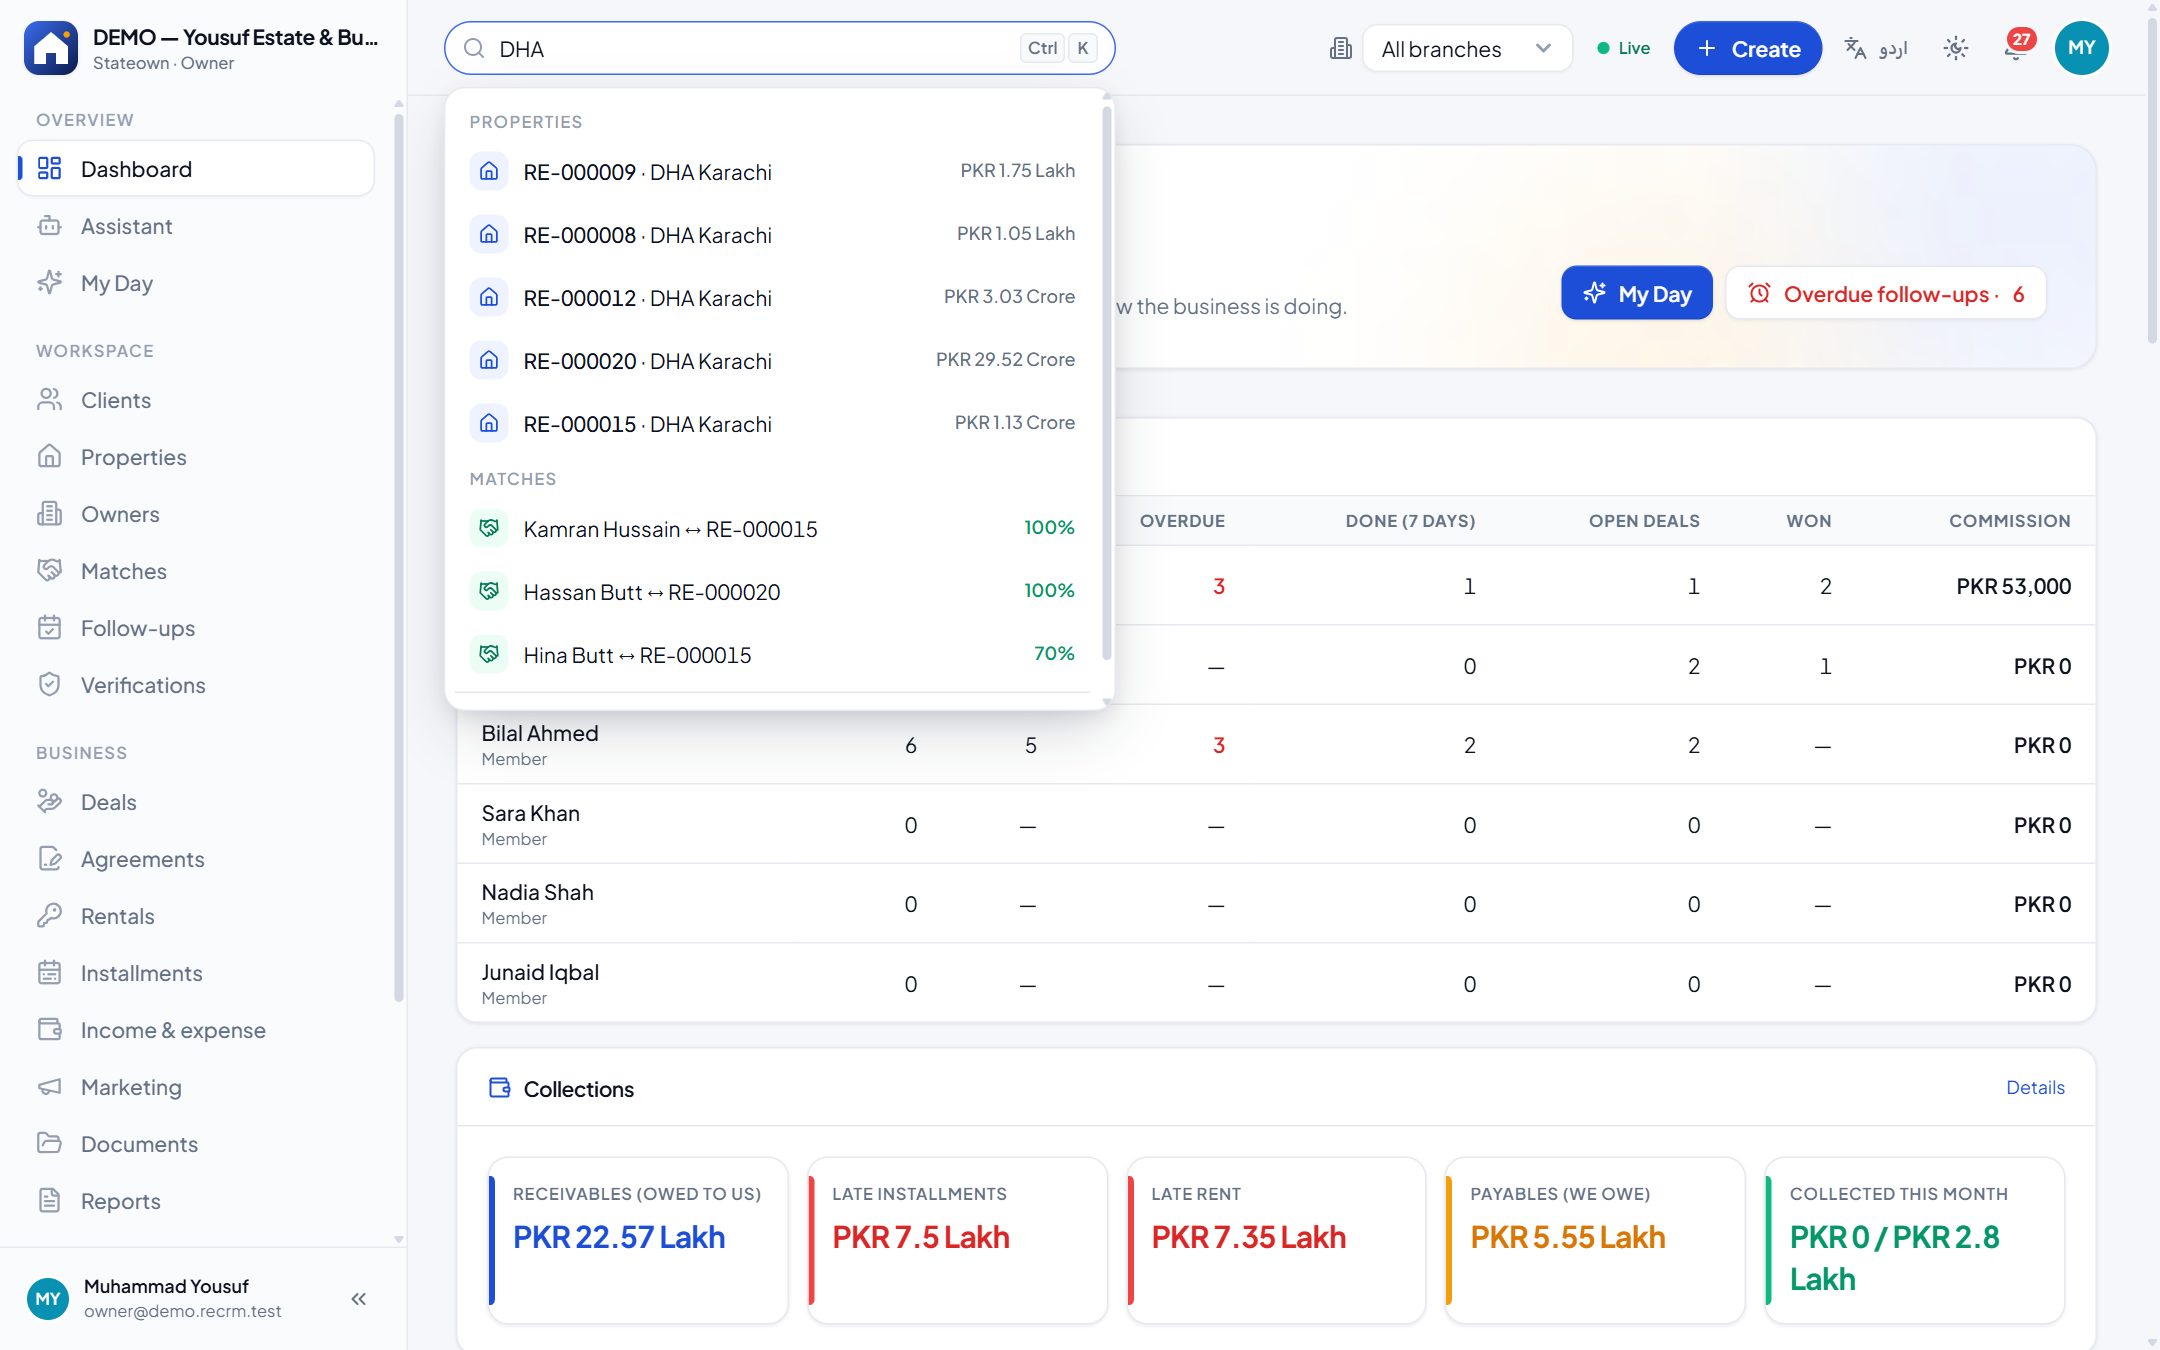 DEMO — Yousuf Estate & Bu...
Stateown · Owner
DHA
Ctrl K
All branches
Live
Create
اردو
27
MY
OVERVIEW
Dashboard
Assistant
My Day
WORKSPACE
Clients
Properties
Owners
Matches
Follow-ups
Verifications
BUSINESS
Deals
Agreements
Rentals
Installments
Income & expense
Marketing
Documents
Reports
MY
Muhammad Yousuf
owner@demo.recrm.test
PROPERTIES
RE-000009 · DHA Karachi PKR 1.75 Lakh
RE-000008 · DHA Karachi PKR 1.05 Lakh
RE-000012 · DHA Karachi PKR 3.03 Crore
RE-000020 · DHA Karachi PKR 29.52 Crore
RE-000015 · DHA Karachi PKR 1.13 Crore
MATCHES
Kamran Hussain ↔ RE-000015 100%
Hassan Butt ↔ RE-000020 100%
Hina Butt ↔ RE-000015 70%
w the business is doing.
My Day
Overdue follow-ups · 6
OVERDUE DONE (7 DAYS) OPEN DEALS WON COMMISSION
3 1 1 2 PKR 53,000
— 0 2 1 PKR 0
Bilal Ahmed 6 5 3 2 2 — PKR 0
Member
Sara Khan 0 — — 0 0 — PKR 0
Member
Nadia Shah 0 — — 0 0 — PKR 0
Member
Junaid Iqbal 0 — — 0 0 — PKR 0
Member
Collections
Details
RECEIVABLES (OWED TO US)
PKR 22.57 Lakh
LATE INSTALLMENTS
PKR 7.5 Lakh
LATE RENT
PKR 7.35 Lakh
PAYABLES (WE OWE)
PKR 5.55 Lakh
COLLECTED THIS MONTH
PKR 0 / PKR 2.8
Lakh